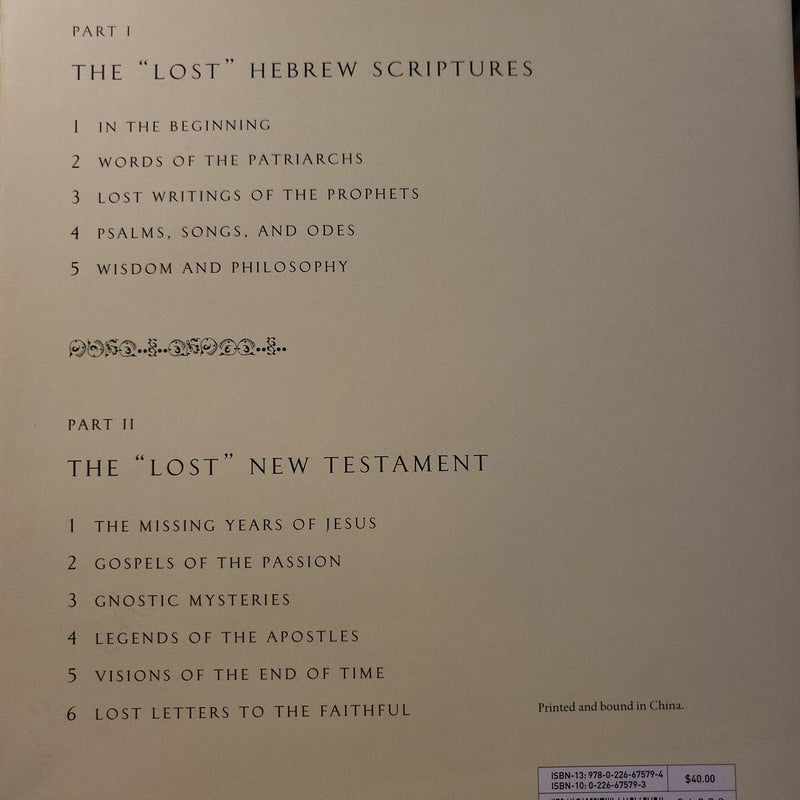 PART I
THE “LOST” HEBREW SCRIPTURES
1 IN THE BEGINNING
2 WORDS OF THE PATRIARCHS
3 LOST WRITINGS OF THE PROPHETS
4 PSALMS, SONGS, AND ODES
5 WISDOM AND PHILOSOPHY
PART II
THE “LOST” NEW TESTAMENT
1 THE MISSING YEARS OF JESUS
2 GOSPELS OF THE PASSION
3 GNOSTIC MYSTERIES
4 LEGENDS OF THE APOSTLES
5 VISIONS OF THE END OF TIME
6 LOST LETTERS TO THE FAITHFUL
Printed and bound in China.
ISBN-13: 978-0-226-67579-4
ISBN-10: 0-226-67579-3
$40.00